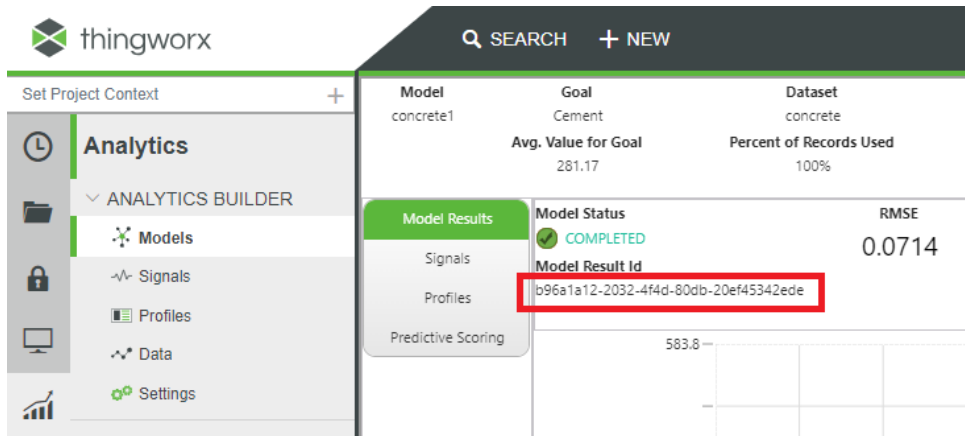 thingworx
SEARCH
NEW
Set Project Context
Analytics
ANALYTICS BUILDER
Models
Signals
Profiles
Data
Settings
Model Goal Dataset
concrete1 Cement concrete
Avg. Value for Goal Percent of Records Used
281.17 100%
Model Results
Signals
Profiles
Predictive Scoring
Model Status RMSE
COMPLETED 0.0714
Model Result Id
b96a1a12-2032-4f4d-80db-20ef45342ede
583.8